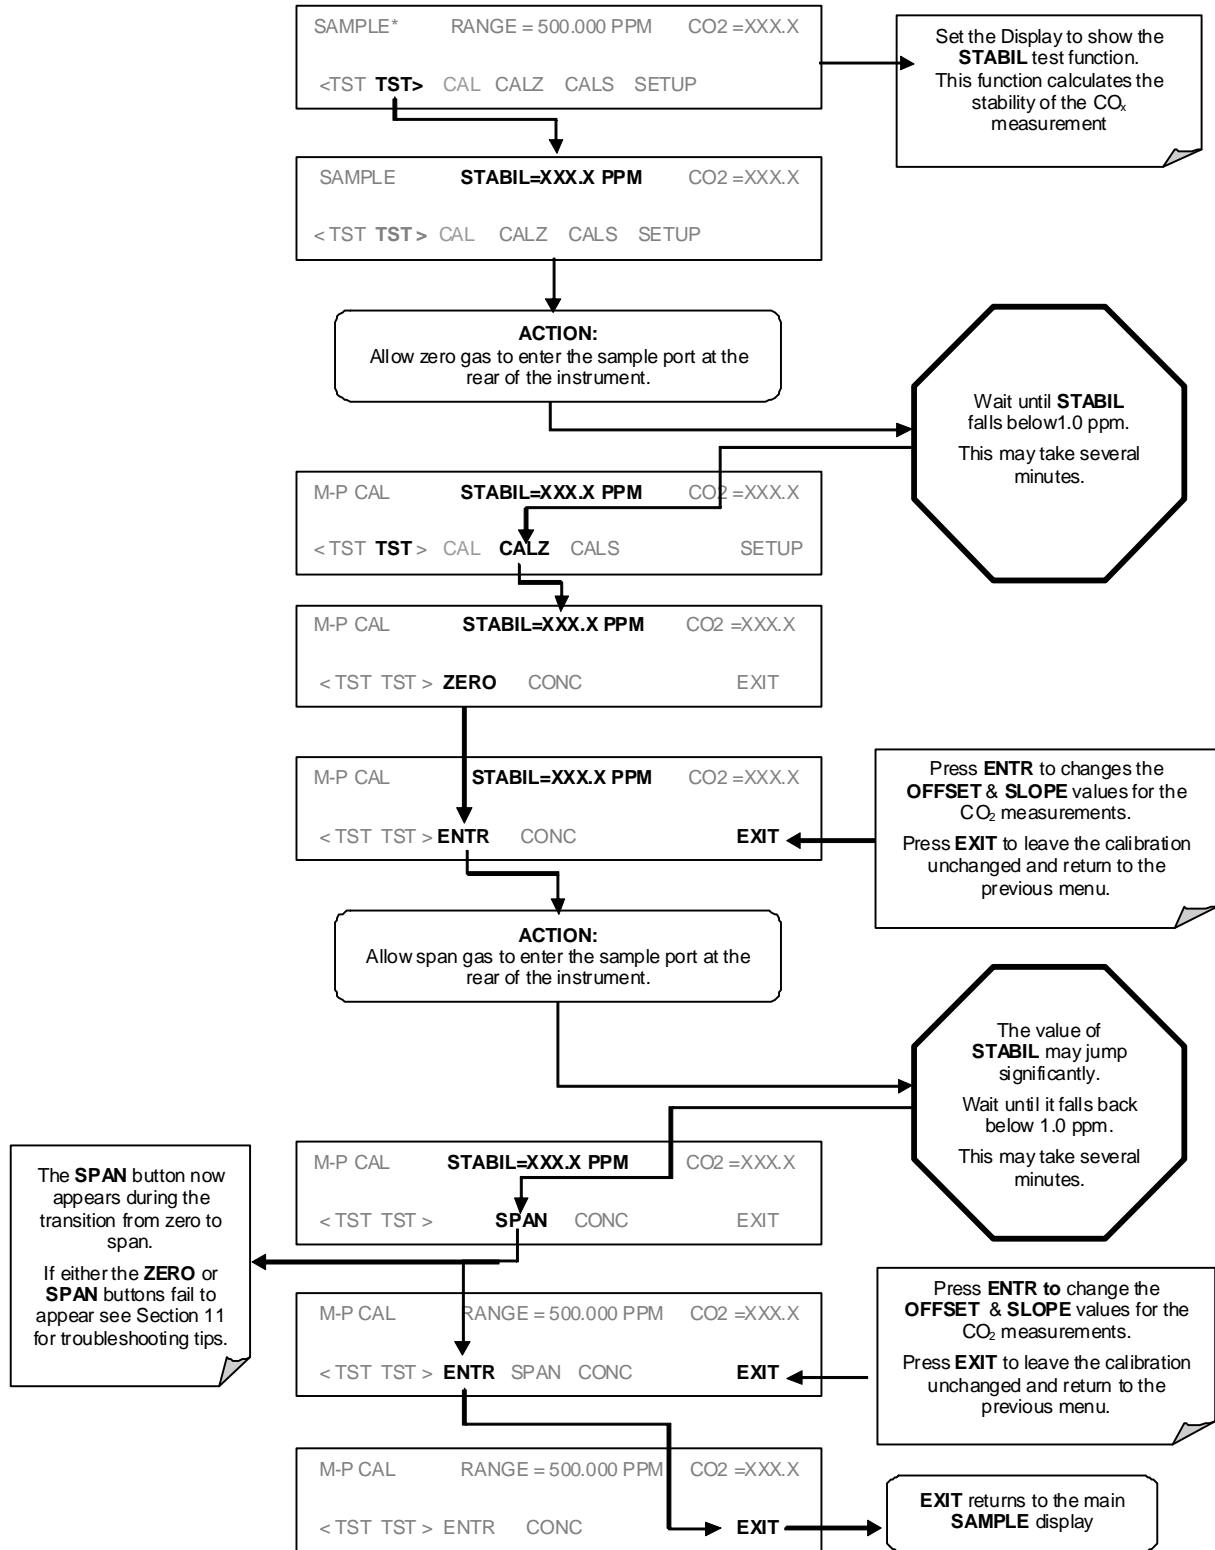 SAMPLE* RANGE = 500.000 PPM CO2 =XXX.X
<TST TST> CAL CALZ CALS SETUP
Set the Display to show the
STABIL test function.
This function calculates the
stability of the COx
measurement
SAMPLE STABIL=XXX.X PPM CO2 =XXX.X
< TST TST > CAL CALZ CALS SETUP
ACTION:
Allow zero gas to enter the sample port at the
rear of the instrument.
Wait until STABIL
falls below1.0 ppm.
This may take several
minutes.
M-P CAL STABIL=XXX.X PPM CO2 =XXX.X
< TST TST > CAL CALZ CALS SETUP
M-P CAL STABIL=XXX.X PPM CO2 =XXX.X
< TST TST > ZERO CONC EXIT
M-P CAL STABIL=XXX.X PPM CO2 =XXX.X
< TST TST > ENTR CONC EXIT
Press ENTR to changes the
OFFSET & SLOPE values for the
CO2 measurements.
Press EXIT to leave the calibration
unchanged and return to the
previous menu.
ACTION:
Allow span gas to enter the sample port at the
rear of the instrument.
The value of
STABIL may jump
significantly.
Wait until it falls back
below 1.0 ppm.
This may take several
minutes.
M-P CAL STABIL=XXX.X PPM CO2 =XXX.X
< TST TST > SPAN CONC EXIT
The SPAN button now
appears during the
transition from zero to
span.
If either the ZERO or
SPAN buttons fail to
appear see Section 11
for troubleshooting tips.
M-P CAL RANGE = 500.000 PPM CO2 =XXX.X
< TST TST > ENTR SPAN CONC EXIT
Press ENTR to change the
OFFSET & SLOPE values for the
CO2 measurements.
Press EXIT to leave the calibration
unchanged and return to the
previous menu.
M-P CAL RANGE = 500.000 PPM CO2 =XXX.X
< TST TST > ENTR CONC EXIT
EXIT returns to the main
SAMPLE display